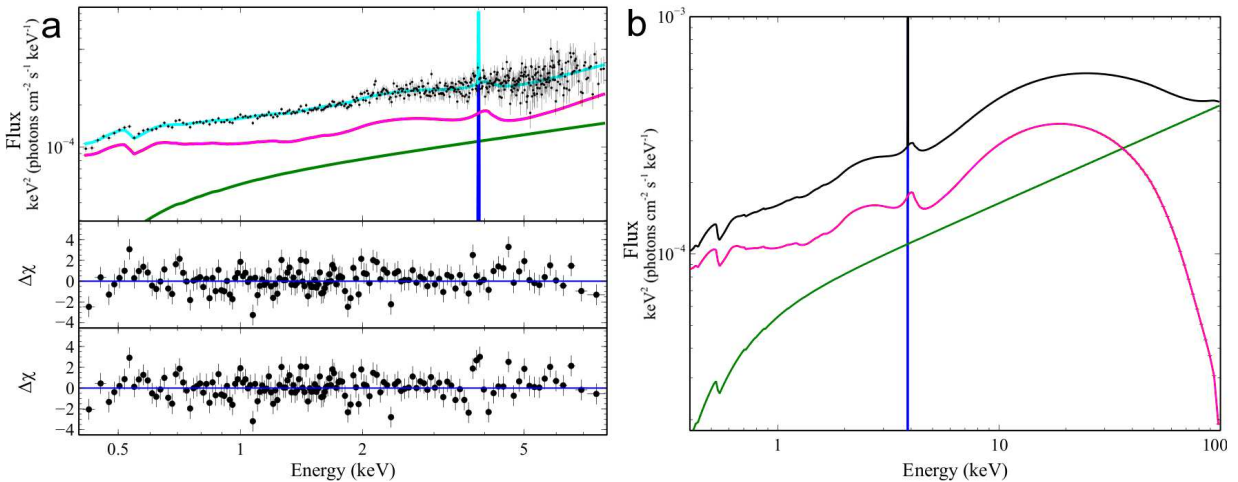 a
Flux
keV² (photons cm⁻² s⁻¹ keV⁻¹)
10⁻⁴
4
2
0
−2
−4
Δχ
4
2
0
−2
−4
Δχ
0.5 1 2 5
Energy (keV)
b
Flux
keV² (photons cm⁻² s⁻¹ keV⁻¹)
10⁻³
10⁻⁴
1 10 100
Energy (keV)